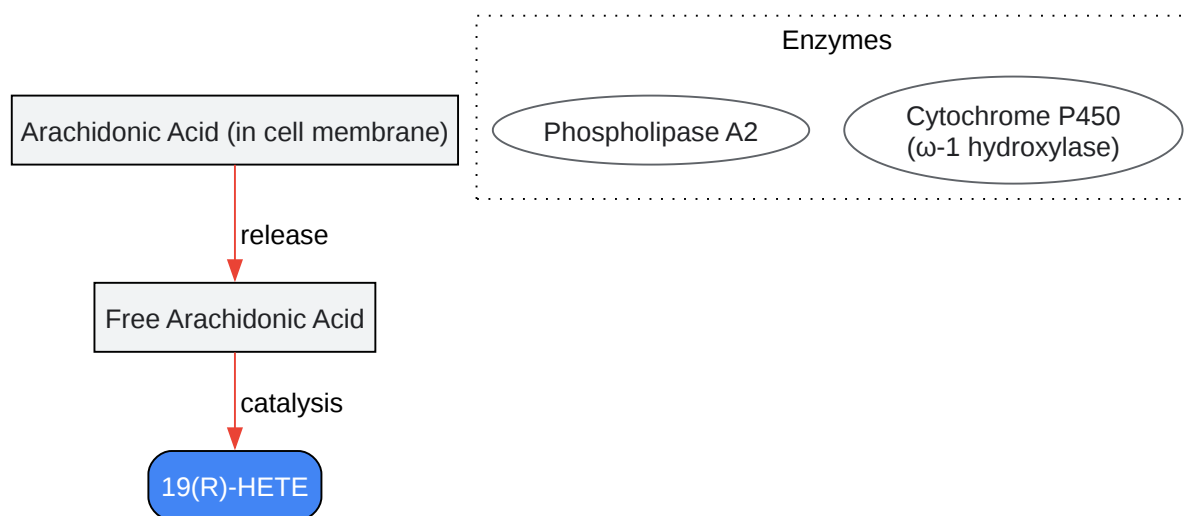 Enzymes
Arachidonic Acid (in cell membrane)
Phospholipase A2
Cytochrome P450
(ω-1 hydroxylase)
release
Free Arachidonic Acid
catalysis
19(R)-HETE